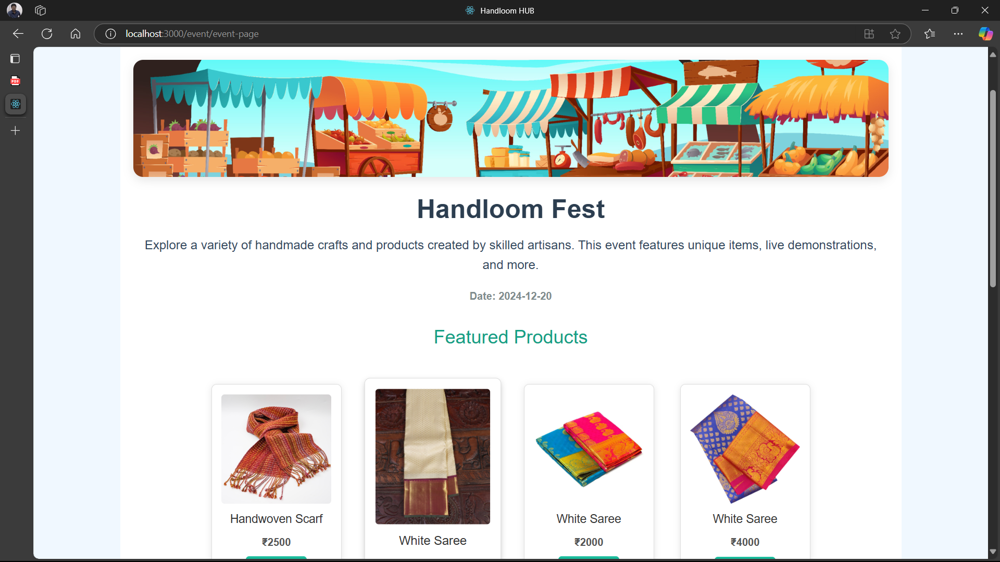 Handloom HUB
localhost:3000/event/event-page
PDF
Handloom Fest
Explore a variety of handmade crafts and products created by skilled artisans. This event features unique items, live demonstrations,
and more.
Date: 2024-12-20
Featured Products
Handwoven Scarf
₹2500
White Saree
White Saree
₹2000
White Saree
₹4000